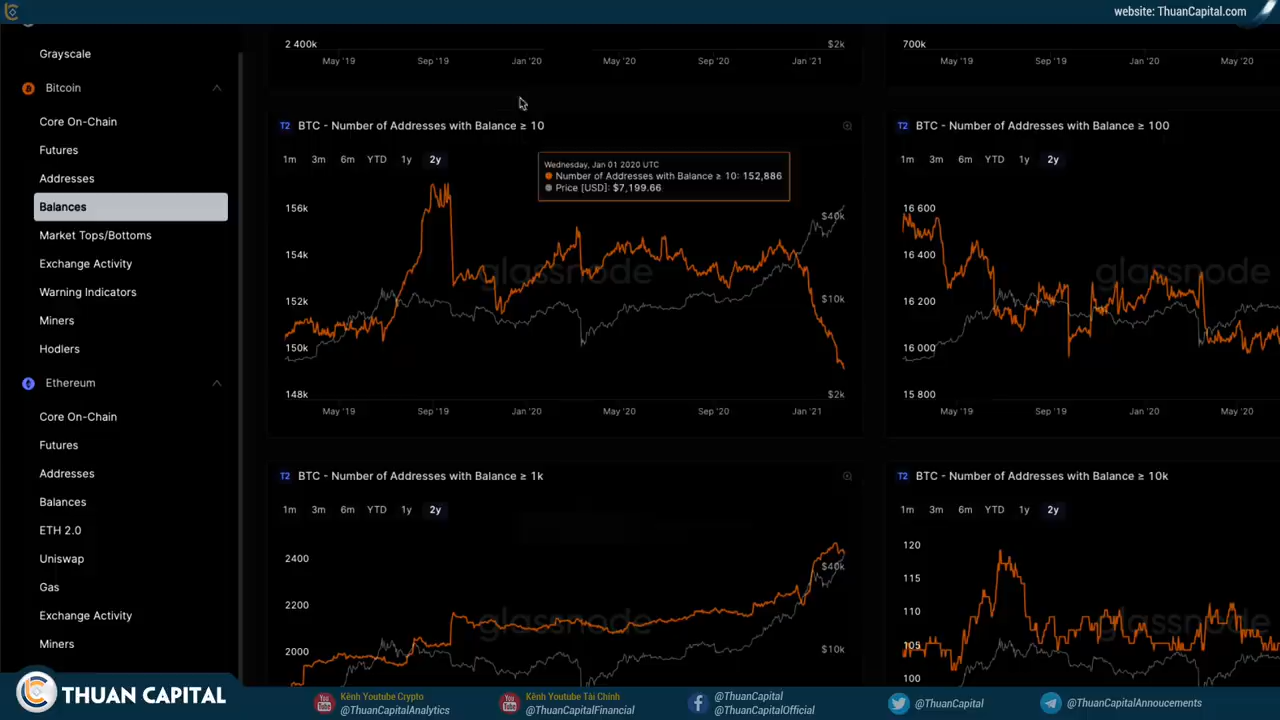 website: ThuanCapital.com
Grayscale
Bitcoin
Core On-Chain
Futures
Addresses
Balances
Market Tops/Bottoms
Exchange Activity
Warning Indicators
Miners
Hodlers
Ethereum
Core On-Chain
Futures
Addresses
Balances
ETH 2.0
Uniswap
Gas
Exchange Activity
Miners
2 400k
$2k
May '19 Sep '19 Jan '20 May '20 Sep '20 Jan '21
700k
May '19 Sep '19 Jan '20 May '20
T2 BTC - Number of Addresses with Balance ≥ 10
1m 3m 6m YTD 1y 2y
Wednesday, Jan 01 2020 UTC
Number of Addresses with Balance ≥ 10: 152,886
Price [USD]: $7,199.66
156k
154k
152k
150k
148k
$40k
$10k
$2k
glassnode
May '19 Sep '19 Jan '20 May '20 Sep '20 Jan '21
T2 BTC - Number of Addresses with Balance ≥ 100
1m 3m 6m YTD 1y 2y
16 600
16 400
16 200
16 000
15 800
glassnode
May '19 Sep '19 Jan '20 May '20
T2 BTC - Number of Addresses with Balance ≥ 1k
1m 3m 6m YTD 1y 2y
2400
2200
2000
$40k
$10k
glassnode
T2 BTC - Number of Addresses with Balance ≥ 10k
1m 3m 6m YTD 1y 2y
120
115
110
105
100
glassnode
THUAN CAPITAL
You Tube
Kênh Youtube Crypto
@ThuanCapitalAnalytics
You Tube
Kênh Youtube Tài Chính
@ThuanCapitalFinancial
@ThuanCapital
@ThuanCapitalOfficial
@ThuanCapital
@ThuanCapitalAnnoucements